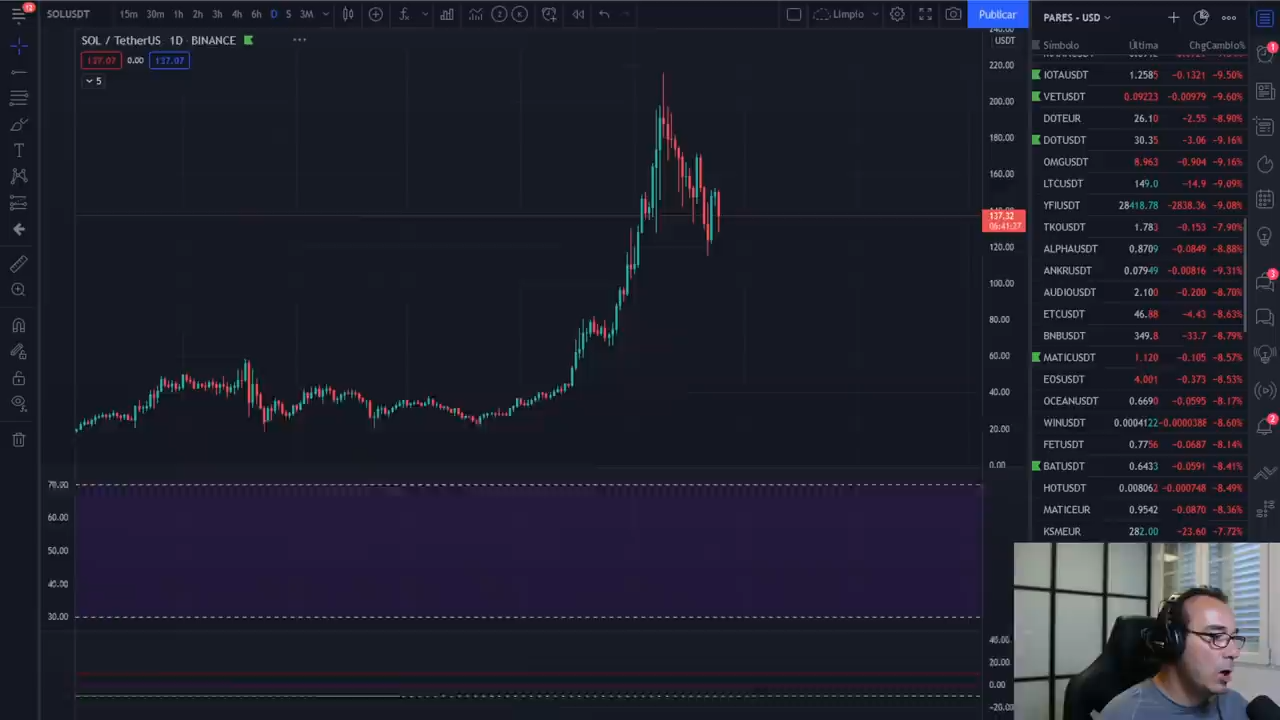 12
SOLUSDT 15m 30m 1h 2h 3h 4h 6h D S 3M 2 K Limpio Publicar
SOL / TetherUS 1D BINANCE
137.07 0.00 137.07
5
USDT
220.00
200.00
180.00
160.00
137.32
06:41:27
120.00
100.00
80.00
60.00
40.00
20.00
0.00
70.00
60.00
50.00
40.00
30.00
40.00
20.00
0.00
-20.00
PARES - USD
Símbolo Última Chg Cambio%
IOTAUSDT 1.2585 -0.1321 -9.50%
VETUSDT 0.09223 -0.00979 -9.60%
DOTEUR 26.10 -2.55 -8.90%
DOTUSDT 30.35 -3.06 -9.16%
OMGUSDT 8.963 -0.904 -9.16%
LTCUSDT 149.0 -14.9 -9.09%
YFIUSDT 28418.78 -2838.36 -9.08%
TKOUSDT 1.783 -0.153 -7.90%
ALPHAUSDT 0.8709 -0.0849 -8.88%
ANKRUSDT 0.07949 -0.00816 -9.31%
AUDIOUSDT 2.100 -0.200 -8.70%
ETCUSDT 46.88 -4.43 -8.63%
BNBUSDT 349.8 -33.7 -8.79%
MATICUSDT 1.120 -0.105 -8.57%
EOSUSDT 4.001 -0.373 -8.53%
OCEANUSDT 0.6690 -0.0595 -8.17%
WINUSDT 0.0004122 -0.0000388 -8.60%
FETUSDT 0.7756 -0.0687 -8.14%
BATUSDT 0.6433 -0.0591 -8.41%
HOTUSDT 0.008062 -0.000748 -8.49%
MATICEUR 0.9542 -0.0870 -8.36%
KSMEUR 282.00 -23.60 -7.72%
1
3
2